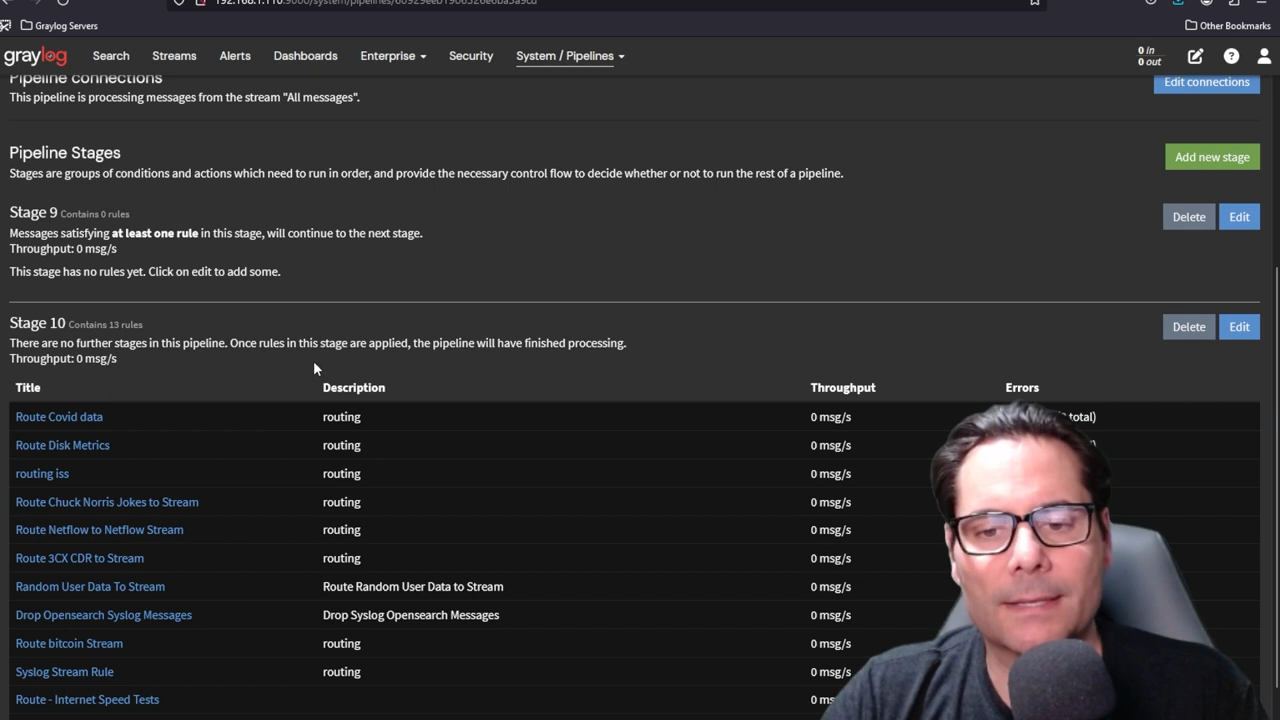 Graylog Servers
Other Bookmarks
graylog Search Streams Alerts Dashboards Enterprise Security System / Pipelines
0 in
0 out
Pipeline connections
Edit connections
This pipeline is processing messages from the stream "All messages".
Pipeline Stages
Add new stage
Stages are groups of conditions and actions which need to run in order, and provide the necessary control flow to decide whether or not to run the rest of a pipeline.
Stage 9 Contains 0 rules
Delete Edit
Messages satisfying at least one rule in this stage, will continue to the next stage.
Throughput: 0 msg/s
This stage has no rules yet. Click on edit to add some.
Stage 10 Contains 13 rules
Delete Edit
There are no further stages in this pipeline. Once rules in this stage are applied, the pipeline will have finished processing.
Throughput: 0 msg/s
Title Description Throughput Errors
Route Covid data routing 0 msg/s total)
Route Disk Metrics routing 0 msg/s
routing iss routing 0 msg/s
Route Chuck Norris Jokes to Stream routing 0 msg/s
Route Netflow to Netflow Stream routing 0 msg/s
Route 3CX CDR to Stream routing 0 msg/s
Random User Data To Stream Route Random User Data to Stream 0 msg/s
Drop Opensearch Syslog Messages Drop Syslog Opensearch Messages 0 msg/s
Route bitcoin Stream routing 0 msg/s
Syslog Stream Rule routing 0 msg/s
Route - Internet Speed Tests 0 ms